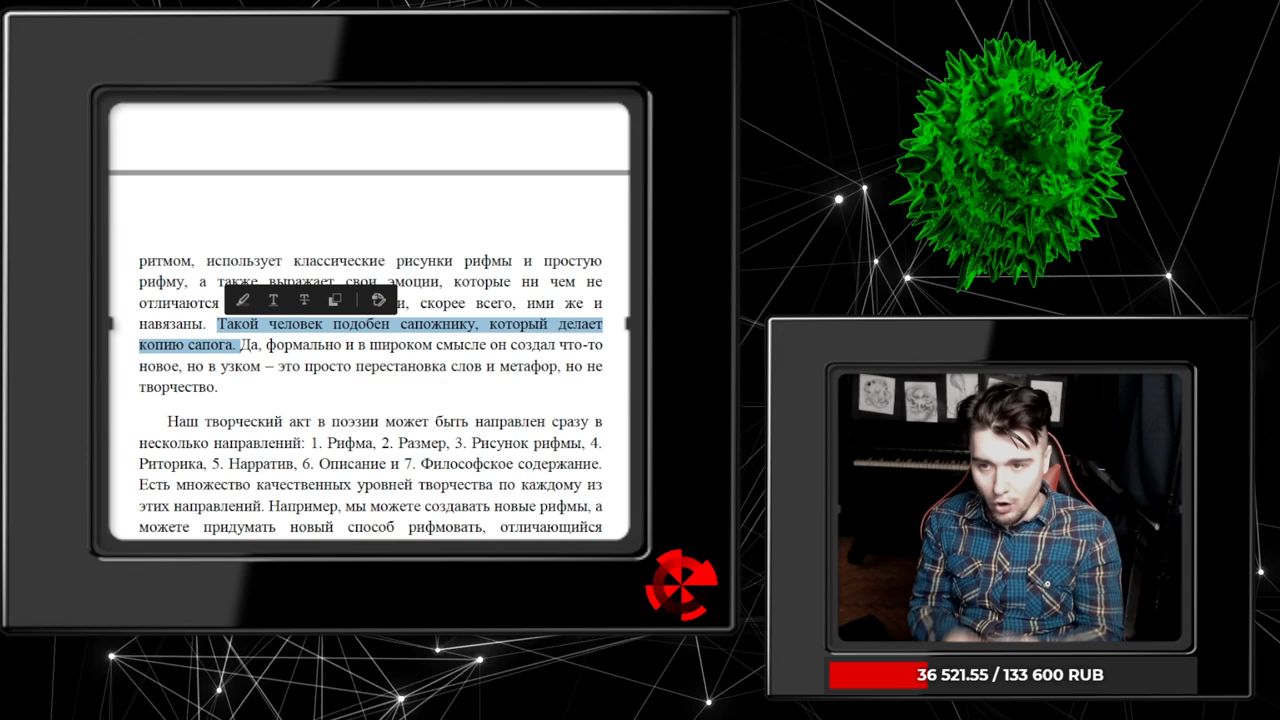 ритмом, использует классические рисунки рифмы и простую
рифму, а также выражает свои эмоции, которые ни чем не
отличаются и, скорее всего, ими же и
навязаны. Такой человек подобен сапожнику, который делает
копию сапога. Да, формально и в широком смысле он создал что-то
новое, но в узком – это просто перестановка слов и метафор, но не
творчество.
Наш творческий акт в поэзии может быть направлен сразу в
несколько направлений: 1. Рифма, 2. Размер, 3. Рисунок рифмы, 4.
Риторика, 5. Нарратив, 6. Описание и 7. Философское содержание.
Есть множество качественных уровней творчества по каждому из
этих направлений. Например, мы можете создавать новые рифмы, а
можете придумать новый способ рифмовать, отличающийся
36 521.55 / 133 600 RUB